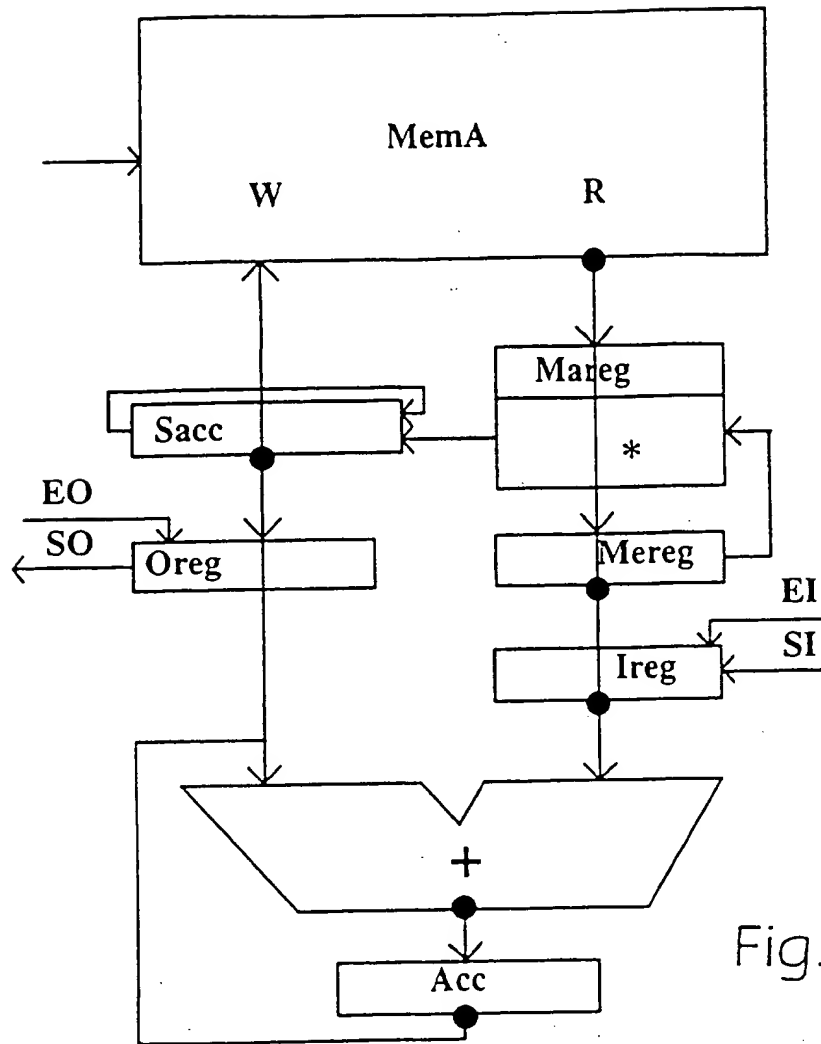 MemA
W R
Mareg
Sacc
*
EO
SO
Oreg
Mereg
EI
SI
Ireg
+
Acc
Fig.